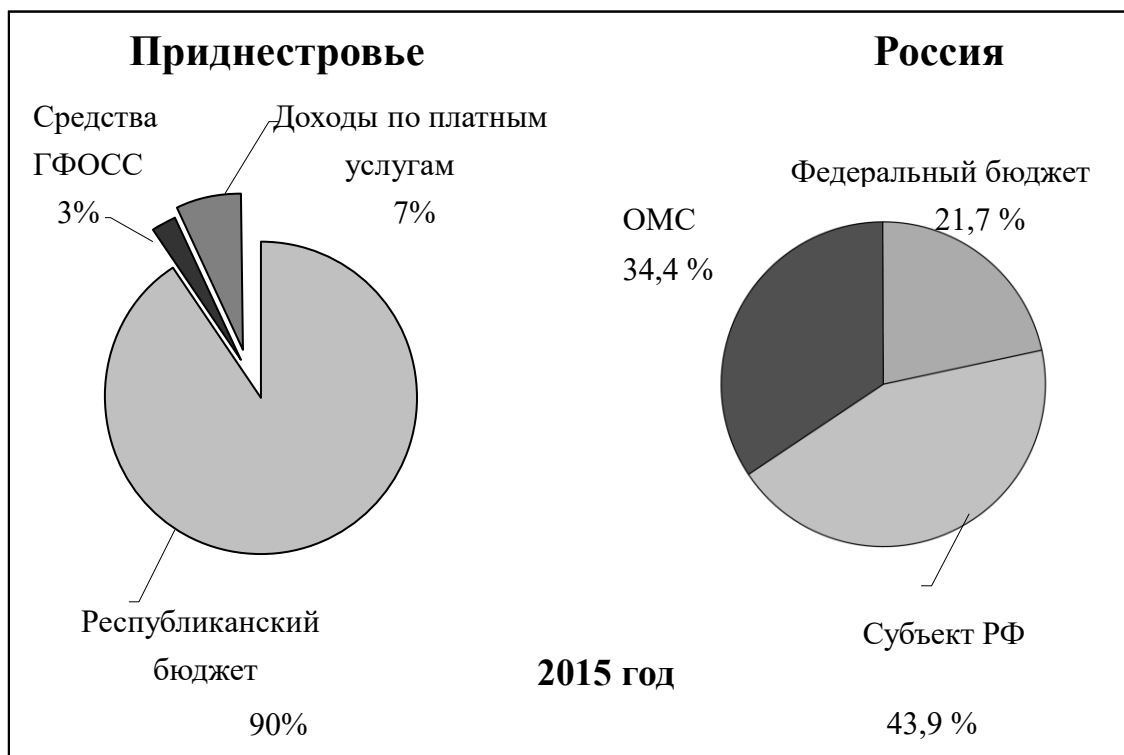 Приднестровье
Средства
ГФОСС
3%
Доходы по платным
услугам
7%
Республиканский
бюджет
90%
Россия
ОМС
34,4 %
Федеральный бюджет
21,7 %
Субъект РФ
43,9 %
2015 год